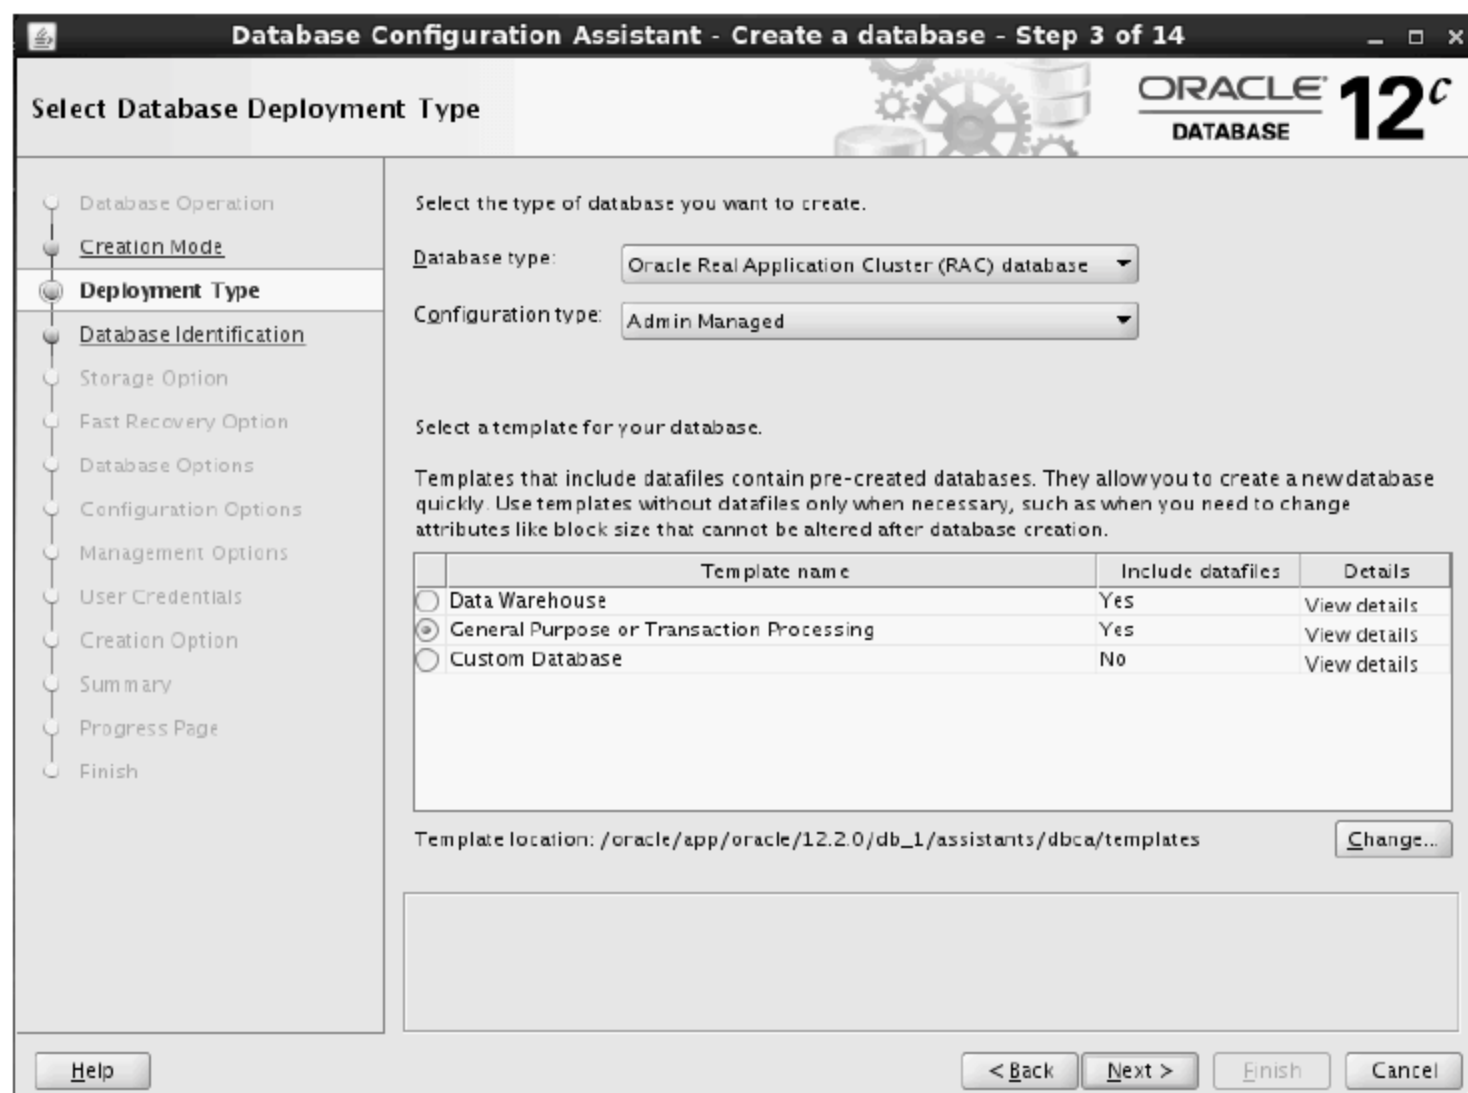 Database Configuration Assistant - Create a database - Step 3 of 14
Select Database Deployment Type
ORACLE
DATABASE
12c
Database Operation
Creation Mode
Deployment Type
Database Identification
Storage Option
Fast Recovery Option
Database Options
Configuration Options
Management Options
User Credentials
Creation Option
Summary
Progress Page
Finish
Select the type of database you want to create.
Database type: Oracle Real Application Cluster (RAC) database
Configuration type: Admin Managed
Select a template for your database.
Templates that include datafiles contain pre-created databases. They allow you to create a new database
quickly. Use templates without datafiles only when necessary, such as when you need to change
attributes like block size that cannot be altered after database creation.
Template name Include datafiles Details
Data Warehouse Yes View details
General Purpose or Transaction Processing Yes View details
Custom Database No View details
Template location: /oracle/app/oracle/12.2.0/db_1/assistants/dbca/templates Change...
Help < Back Next > Finish Cancel